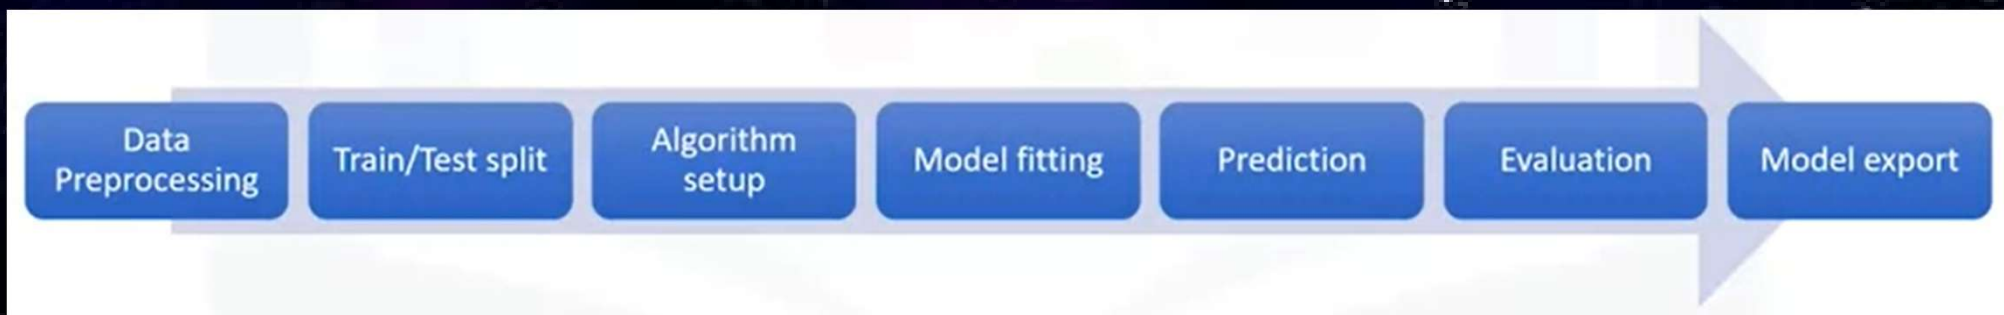 Data
Preprocessing
Train/Test split
Algorithm
setup
Model fitting
Prediction
Evaluation
Model export